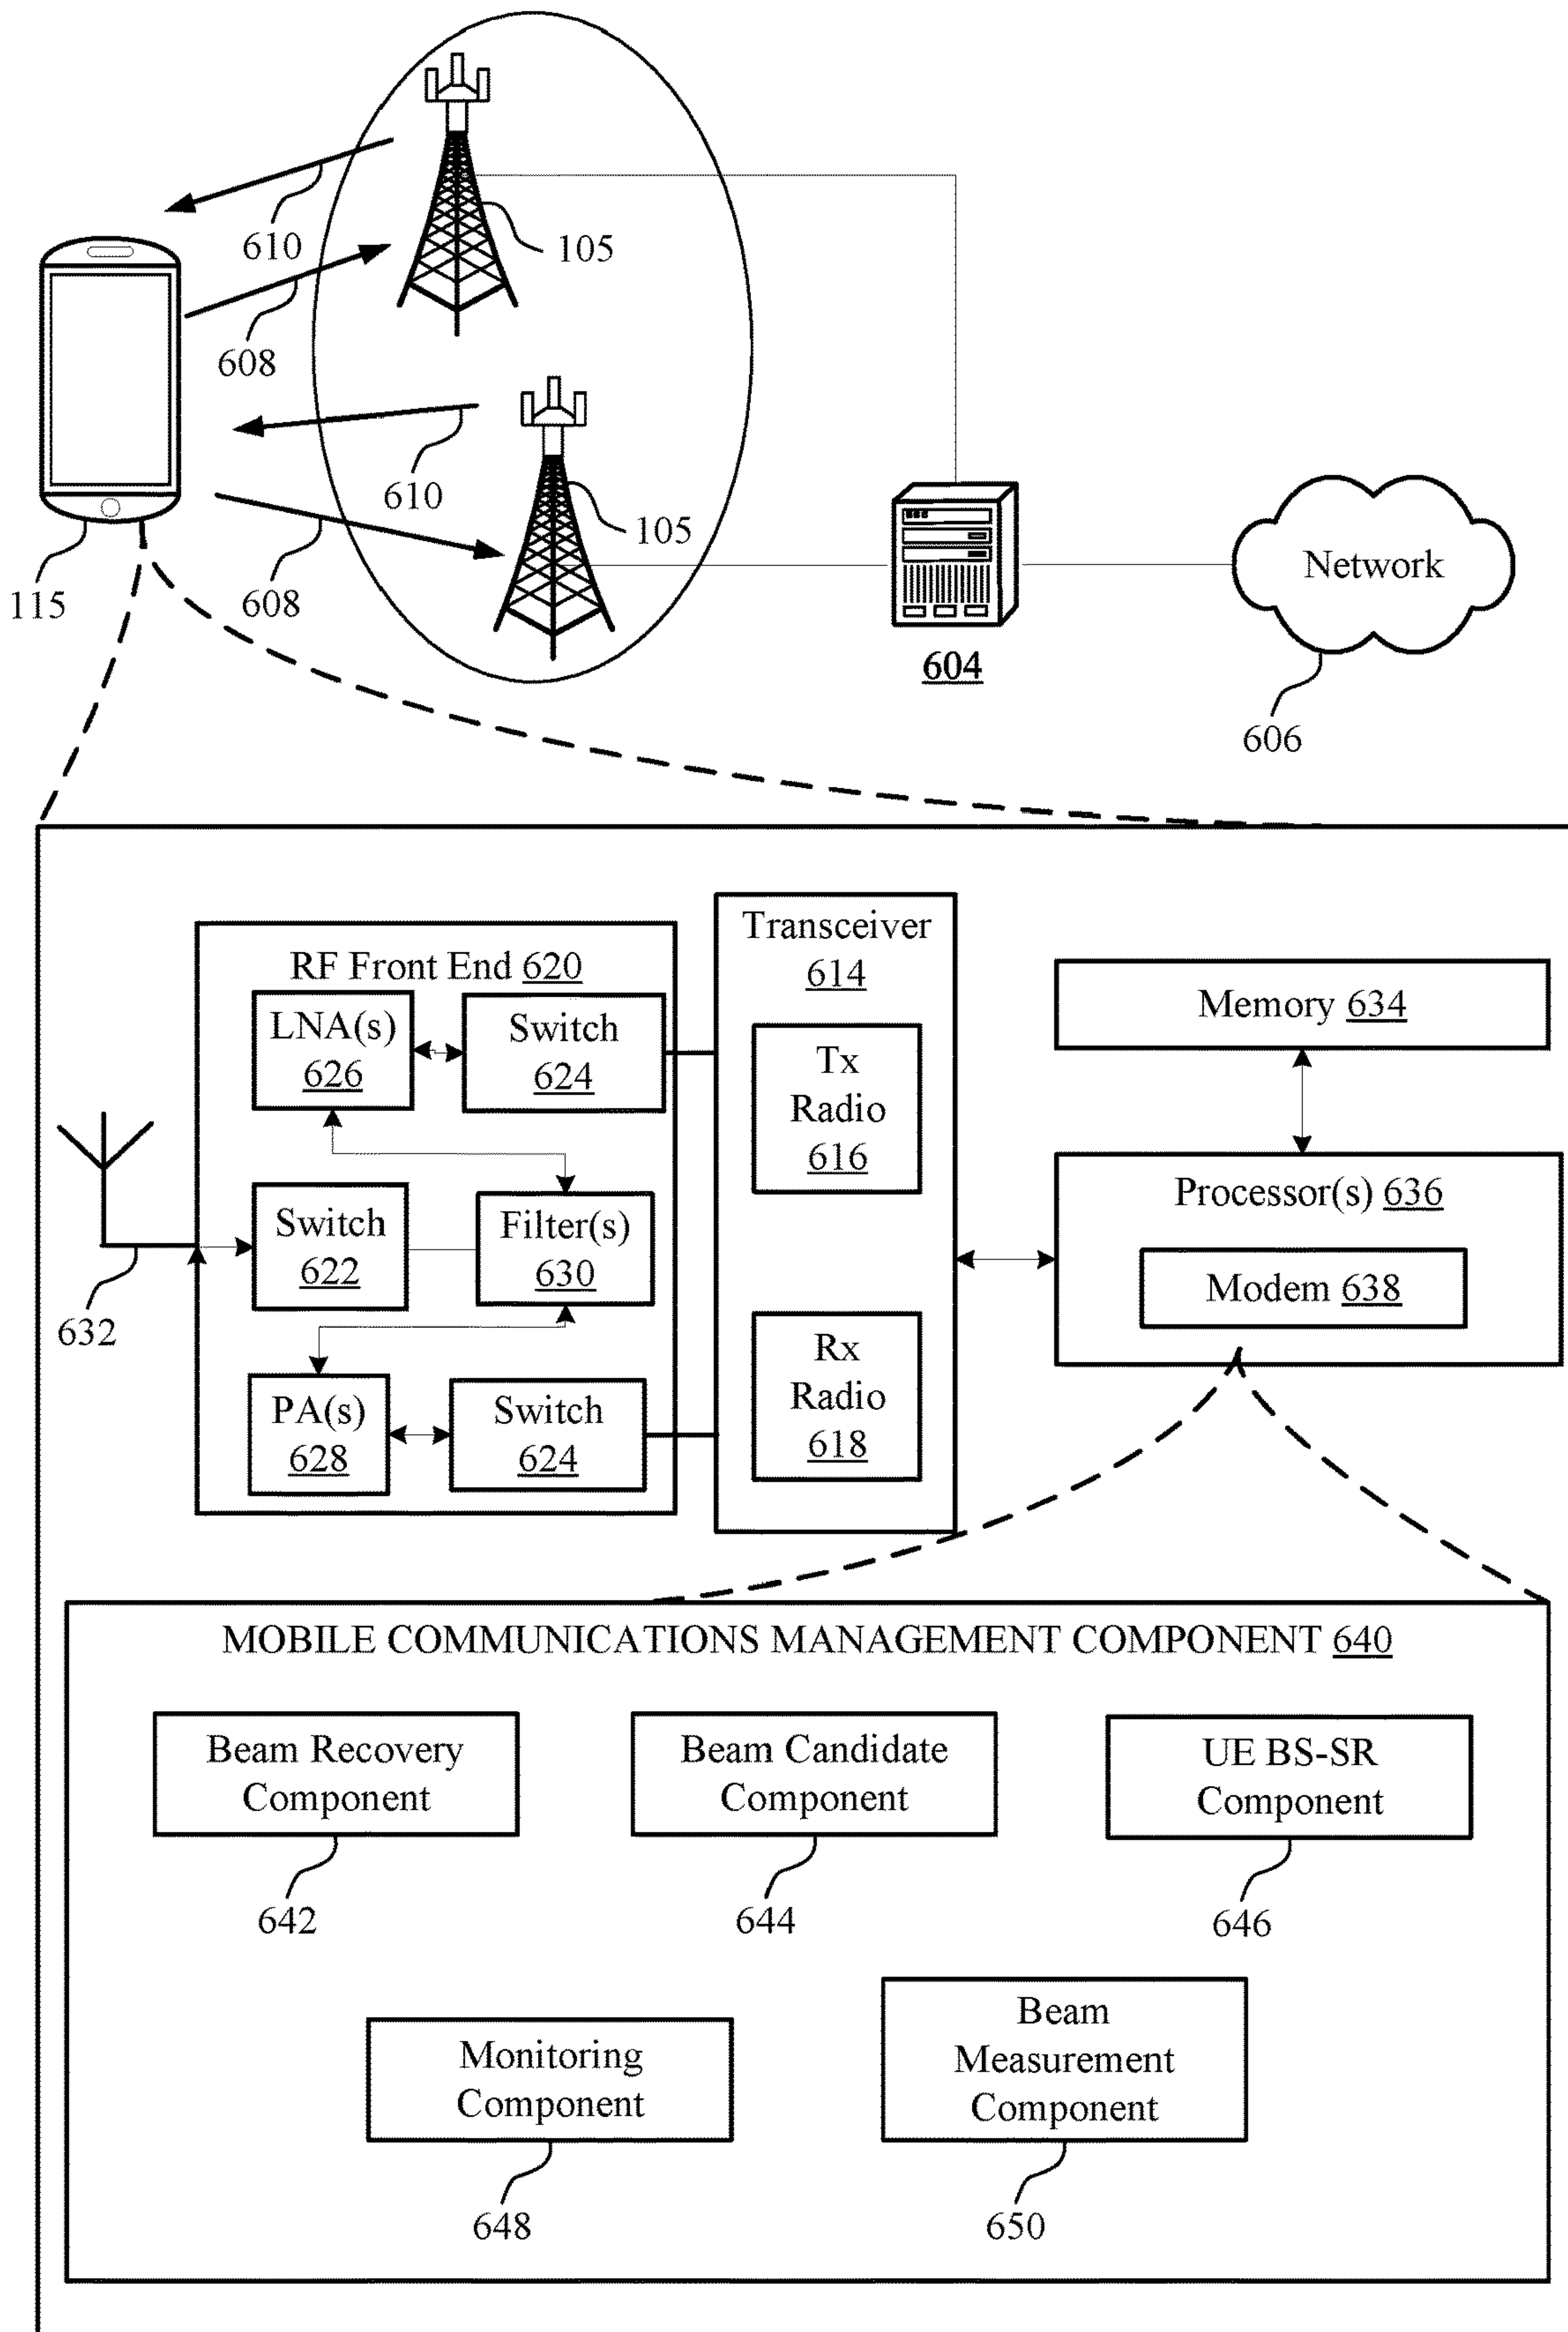 610
105
608
610
105
115
608
604
Network
606
RF Front End 620
LNA(s)
626
Switch
624
Switch
622
Filter(s)
630
632
PA(s)
628
Switch
624
Transceiver
614
Tx
Radio
616
Rx
Radio
618
Memory 634
Processor(s) 636
Modem 638
MOBILE COMMUNICATIONS MANAGEMENT COMPONENT 640
Beam Recovery
Component
642
Beam Candidate
Component
644
UE BS-SR
Component
646
Monitoring
Component
648
Beam
Measurement
Component
650